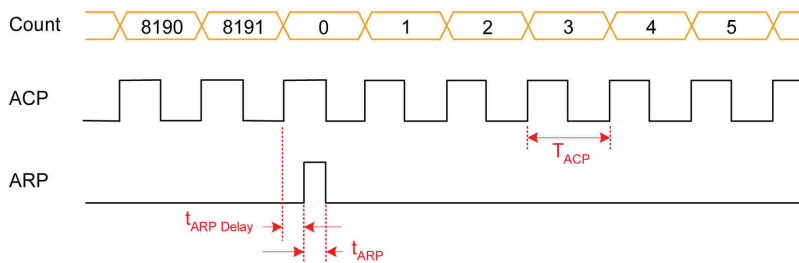 Count 8190 8191 0 1 2 3 4 5
ACP
T_ACP
ARP
t_ARP Delay
t_ARP